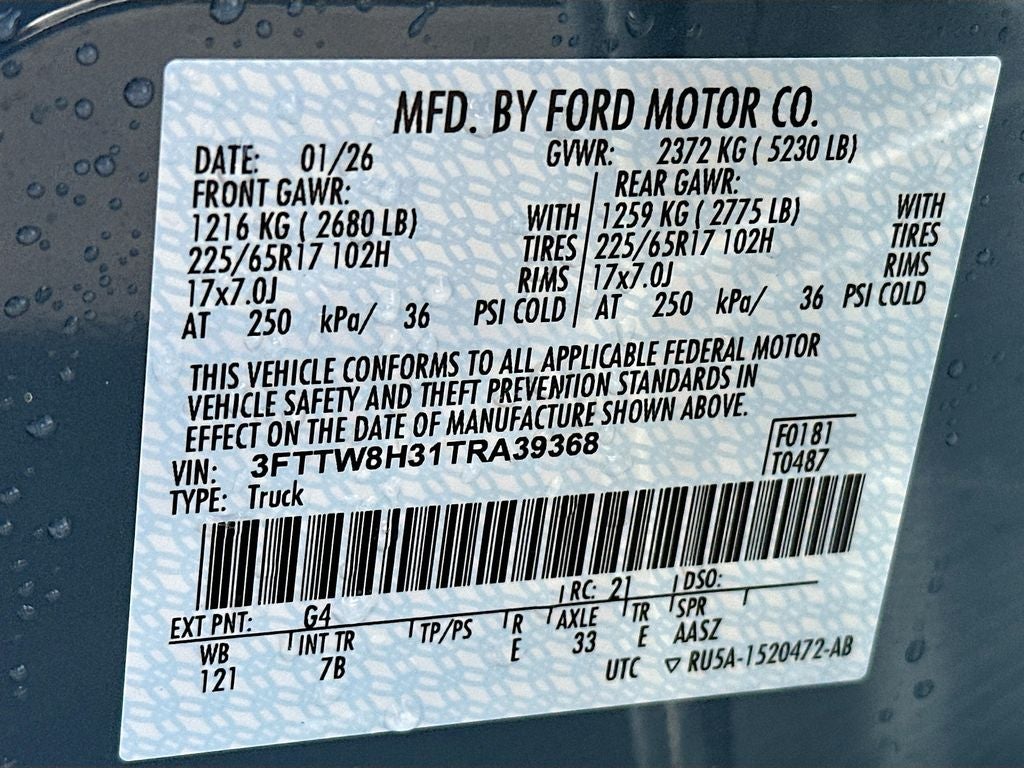 MFD. BY FORD MOTOR CO.
DATE: 01/26 GVWR: 2372 KG ( 5230 LB)
FRONT GAWR: REAR GAWR:
1216 KG ( 2680 LB) WITH 1259 KG ( 2775 LB) WITH
225/65R17 102H TIRES 225/65R17 102H TIRES
17x7.0J RIMS 17x7.0J RIMS
AT 250 kPa/ 36 PSI COLD AT 250 kPa/ 36 PSI COLD
THIS VEHICLE CONFORMS TO ALL APPLICABLE FEDERAL MOTOR
VEHICLE SAFETY AND THEFT PREVENTION STANDARDS IN
EFFECT ON THE DATE OF MANUFACTURE SHOWN ABOVE.
VIN: 3FTTW8H31TRA39368 F0181
TYPE: Truck T0487
EXT PNT: G4 RC: 21 DSO:
WB INT TR TP/PS R AXLE TR SPR
121 7B E 33 E AASZ
UTC ▽ RU5A-1520472-AB